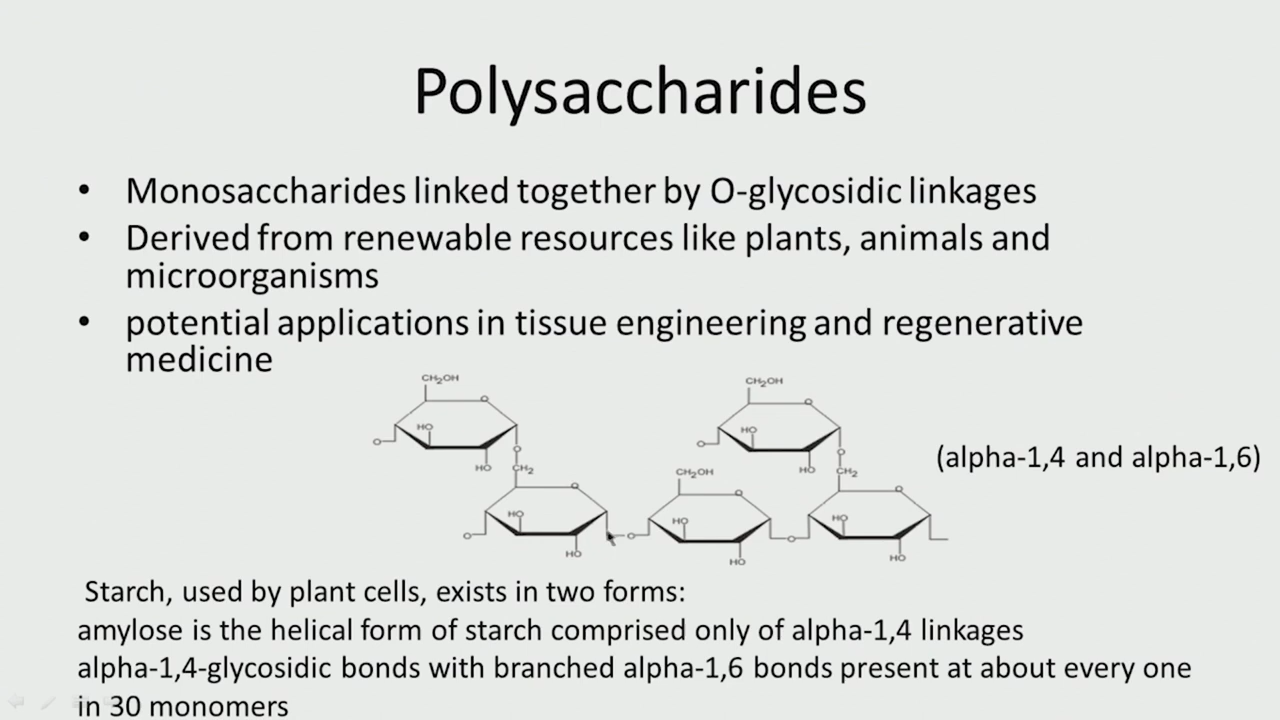 Polysaccharides
• Monosaccharides linked together by O-glycosidic linkages
• Derived from renewable resources like plants, animals and
microorganisms
• potential applications in tissue engineering and regenerative
medicine
CH2OH
CH2OH
O
O
HO
HO
O
O
(alpha-1,4 and alpha-1,6)
O
O
HO
CH2
HO
CH2
CH2OH
O
O
O
HO
HO
HO
O
O
O
O
HO
HO
HO
Starch, used by plant cells, exists in two forms:
amylose is the helical form of starch comprised only of alpha-1,4 linkages
alpha-1,4-glycosidic bonds with branched alpha-1,6 bonds present at about every one
in 30 monomers